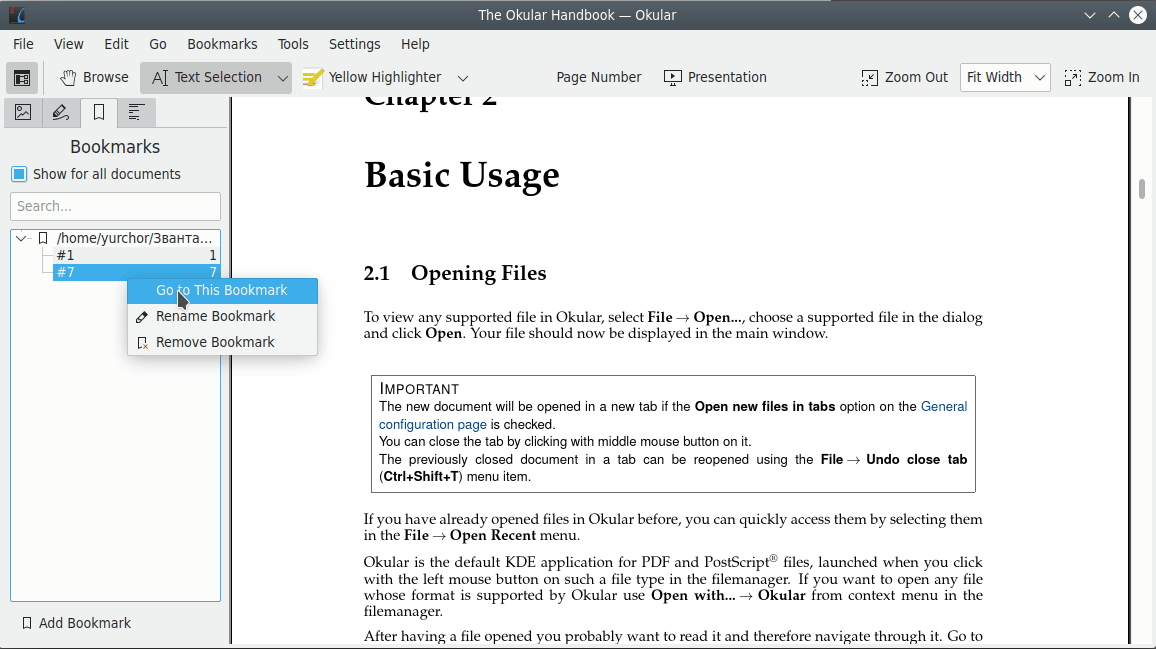 The Okular Handbook — Okular
File View Edit Go Bookmarks Tools Settings Help
Browse Text Selection Yellow Highlighter Page Number Presentation Zoom Out Fit Width Zoom In
Bookmarks
Show for all documents
Search...
/home/yurchor/Званта...
#1 1
#7 7
Go to This Bookmark
Rename Bookmark
Remove Bookmark
Add Bookmark
Chapter 2
Basic Usage
2.1 Opening Files
To view any supported file in Okular, select File → Open..., choose a supported file in the dialog
and click Open. Your file should now be displayed in the main window.
IMPORTANT
The new document will be opened in a new tab if the Open new files in tabs option on the General
configuration page is checked.
You can close the tab by clicking with middle mouse button on it.
The previously closed document in a tab can be reopened using the File → Undo close tab
(Ctrl+Shift+T) menu item.
If you have already opened files in Okular before, you can quickly access them by selecting them
in the File → Open Recent menu.
Okular is the default KDE application for PDF and PostScript® files, launched when you click
with the left mouse button on such a file type in the filemanager. If you want to open any file
whose format is supported by Okular use Open with... → Okular from context menu in the
filemanager.
After having a file opened you probably want to read it and therefore navigate through it. Go to